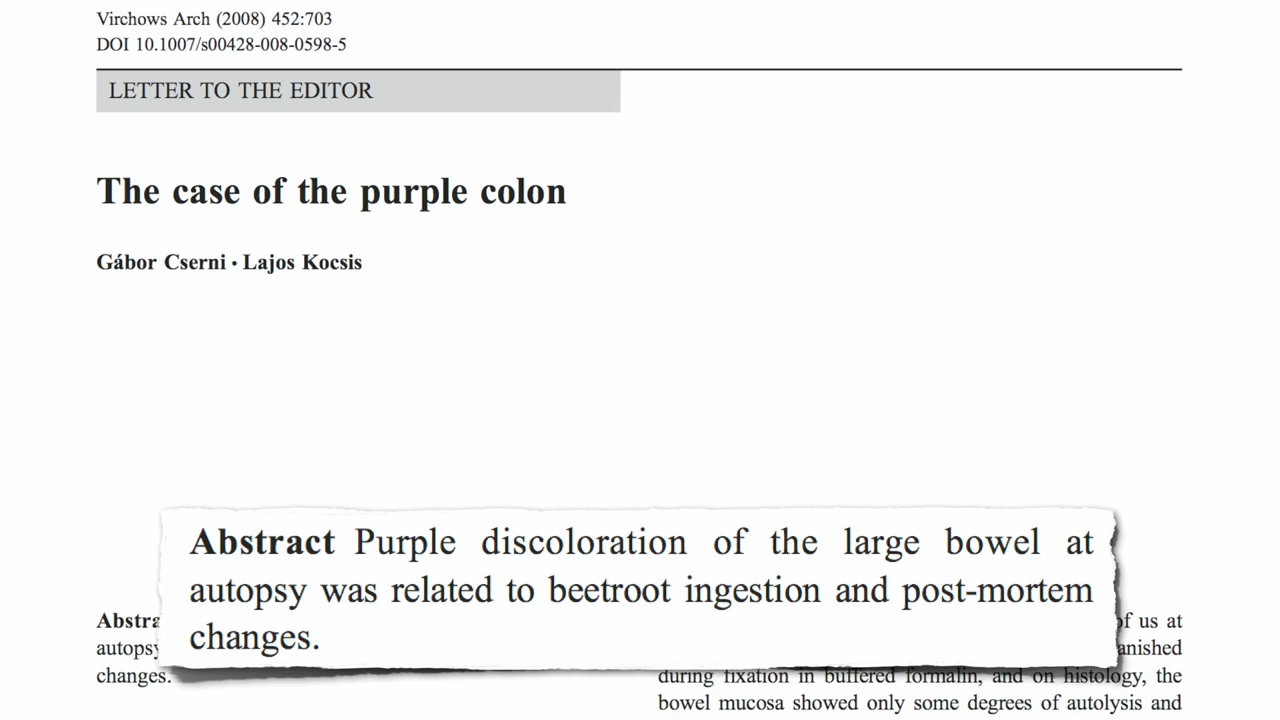 Virchows Arch (2008) 452:703
DOI 10.1007/s00428-008-0598-5
LETTER TO THE EDITOR
The case of the purple colon
Gábor Cserni · Lajos Kocsis
Abstract Purple discoloration of the large bowel at
autopsy was related to beetroot ingestion and post-mortem
changes.
of us at
during fixation in buffered formalin, and on histology, the
bowel mucosa showed only some degrees of autolysis and
changes.